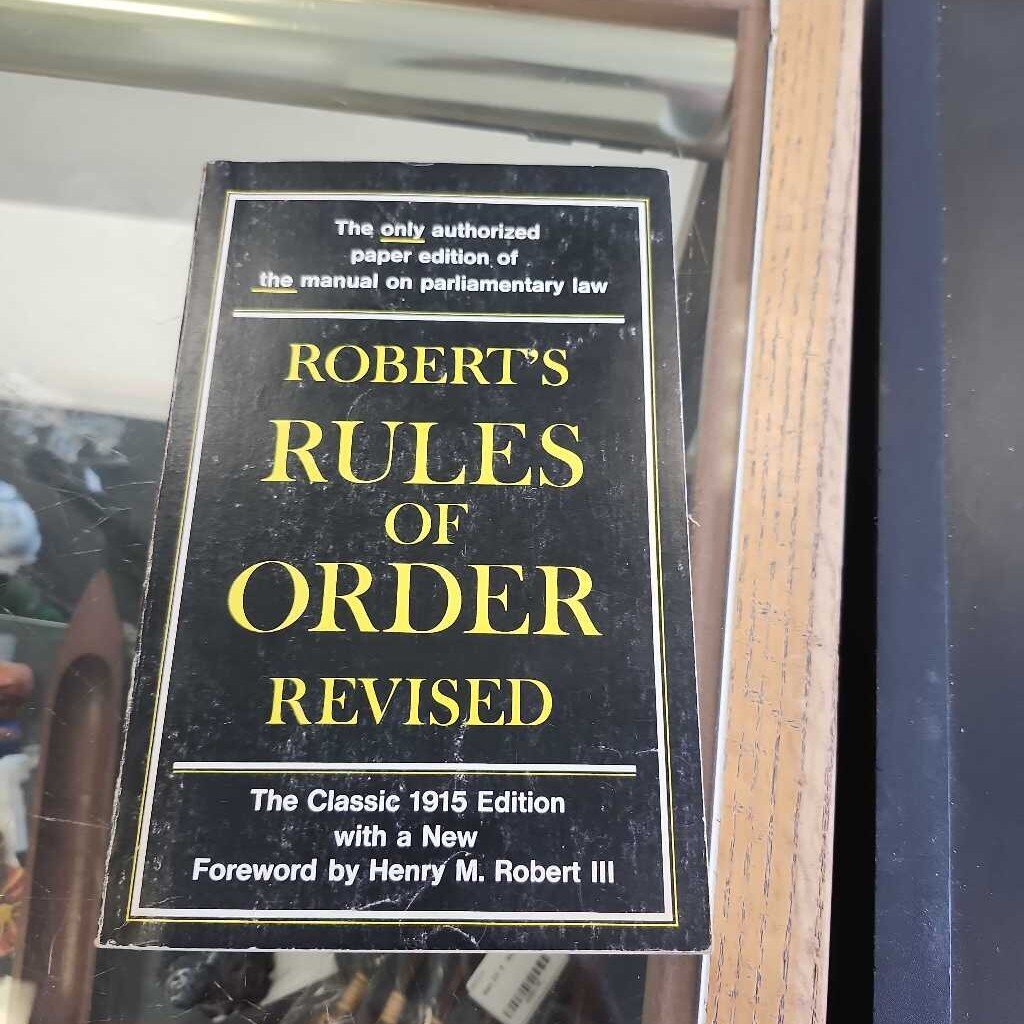 The only authorized
paper edition of
the manual on parliamentary law
ROBERT'S
RULES
OF
ORDER
REVISED
The Classic 1915 Edition
with a New
Foreword by Henry M. Robert III